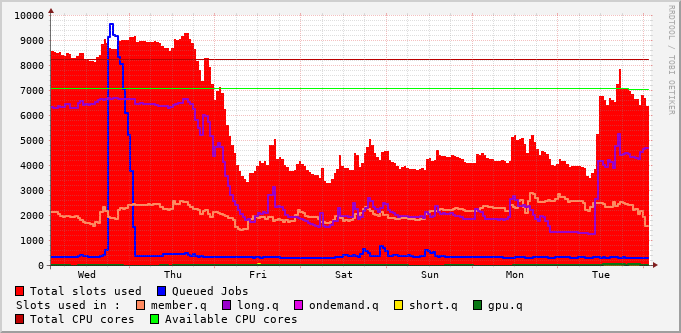 10000
9000
8000
7000
6000
5000
4000
3000
2000
1000
0
Wed Thu Fri Sat Sun Mon Tue
RRDTOOL / TOBI OETIKER
Total slots used Queued Jobs
Slots used in : member.q long.q ondemand.q short.q gpu.q
Total CPU cores Available CPU cores